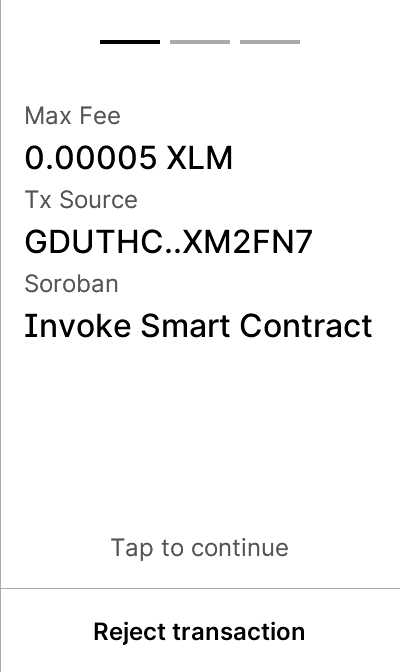 Max Fee
0.00005 XLM
Tx Source
GDUTHC..XM2FN7
Soroban
Invoke Smart Contract
Tap to continue
Reject transaction